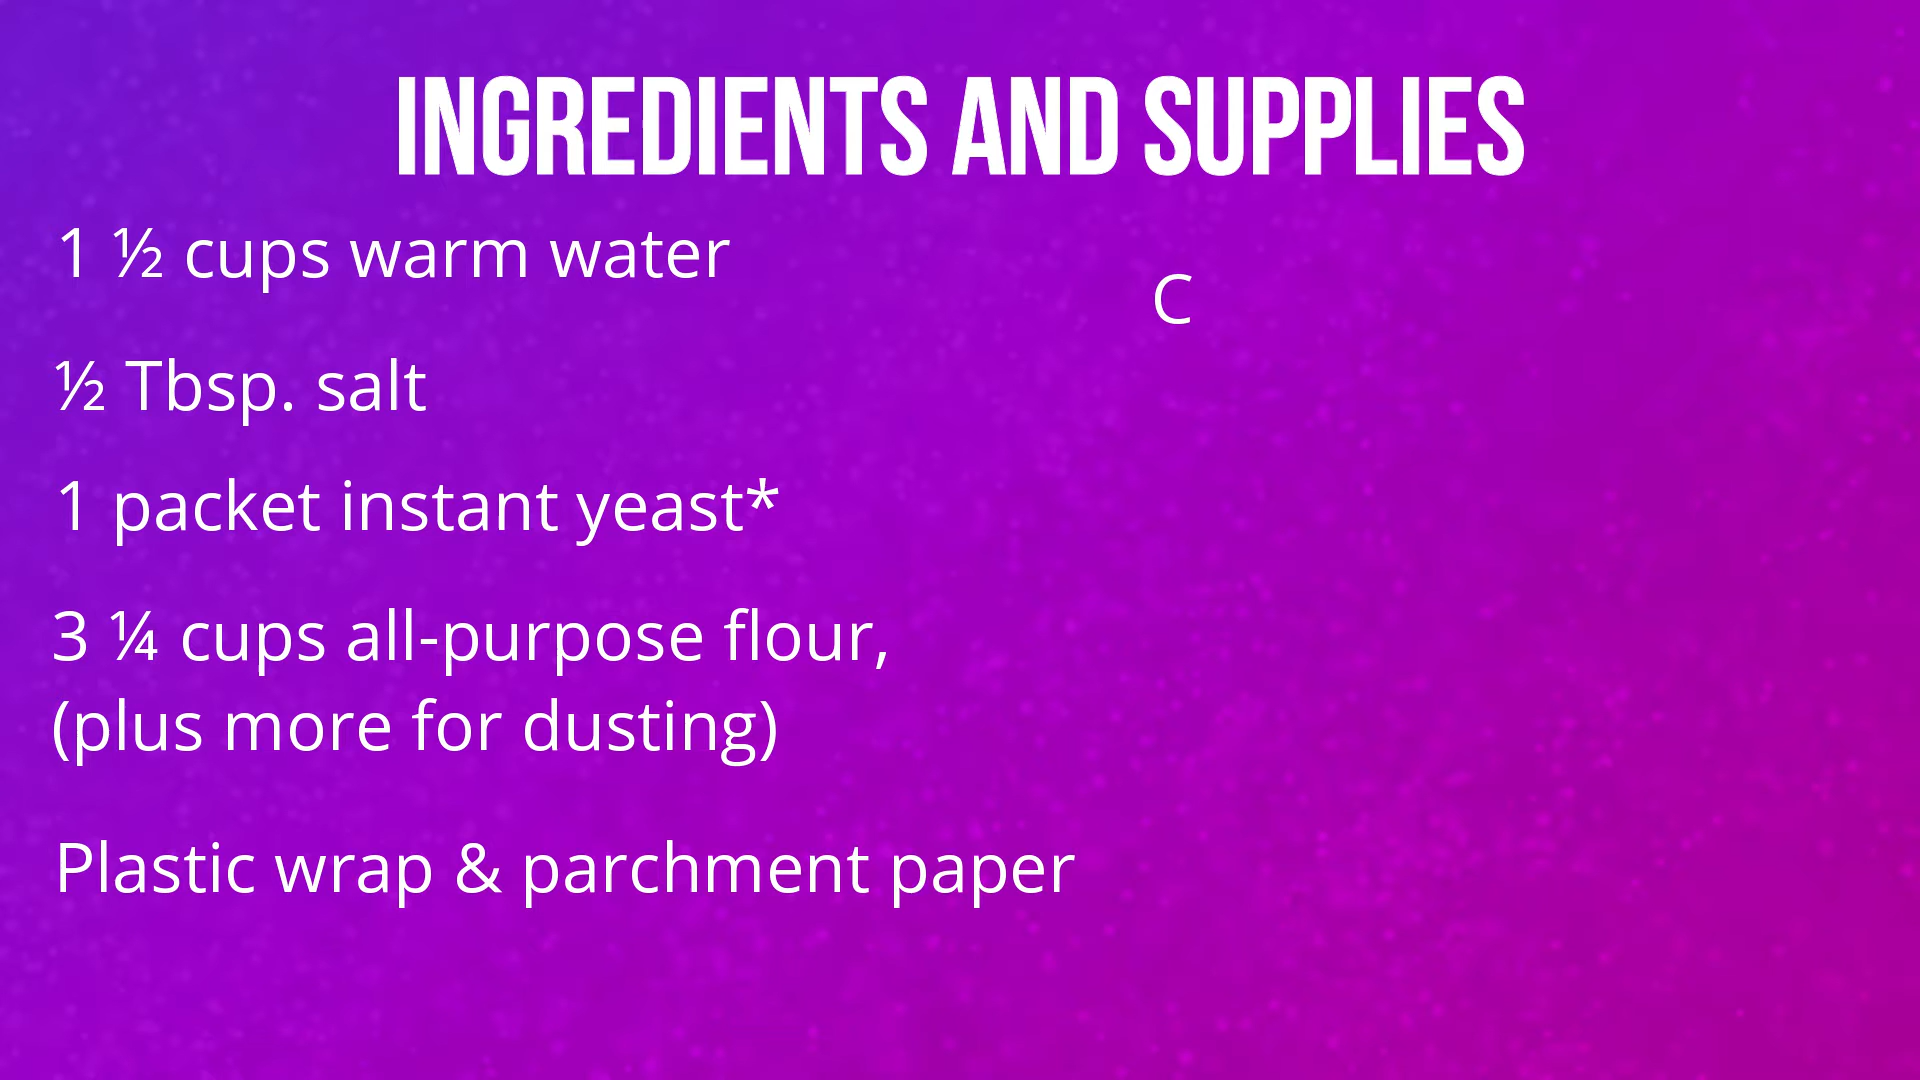 INGREDIENTS AND SUPPLIES
1 ½ cups warm water
C
½ Tbsp. salt
1 packet instant yeast*
3 ¼ cups all-purpose flour,
(plus more for dusting)
Plastic wrap & parchment paper